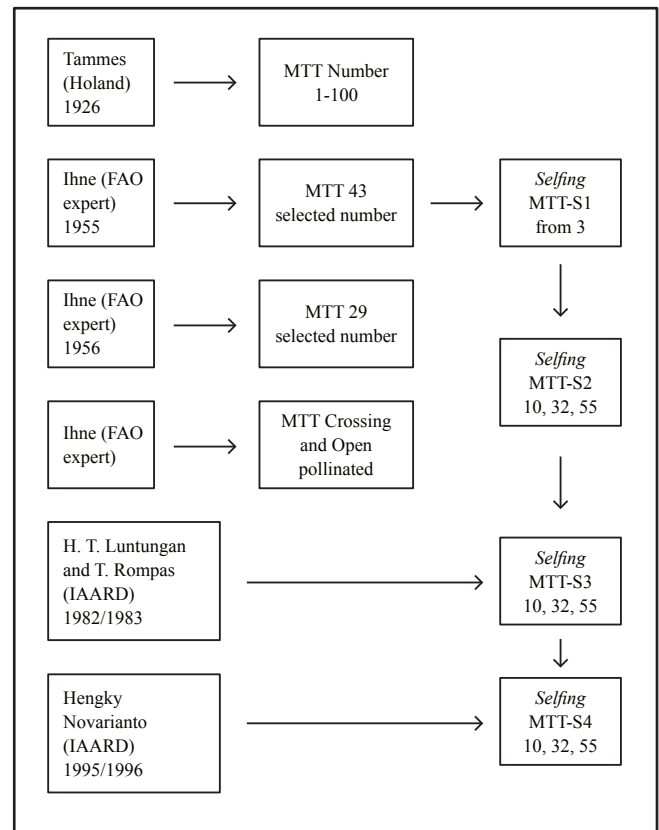 Tammes
(Holand)
1926
MTT Number
1-100
Ihne (FAO
expert)
1955
MTT 43
selected number
Selfing
MTT-S1
from 3
Ihne (FAO
expert)
1956
MTT 29
selected number
Selfing
MTT-S2
10, 32, 55
Ihne (FAO
expert)
MTT Crossing
and Open
pollinated
H. T. Luntungan
and T. Rompas
(IAARD)
1982/1983
Selfing
MTT-S3
10, 32, 55
Hengky
Novarianto
(IAARD)
1995/1996
Selfing
MTT-S4
10, 32, 55